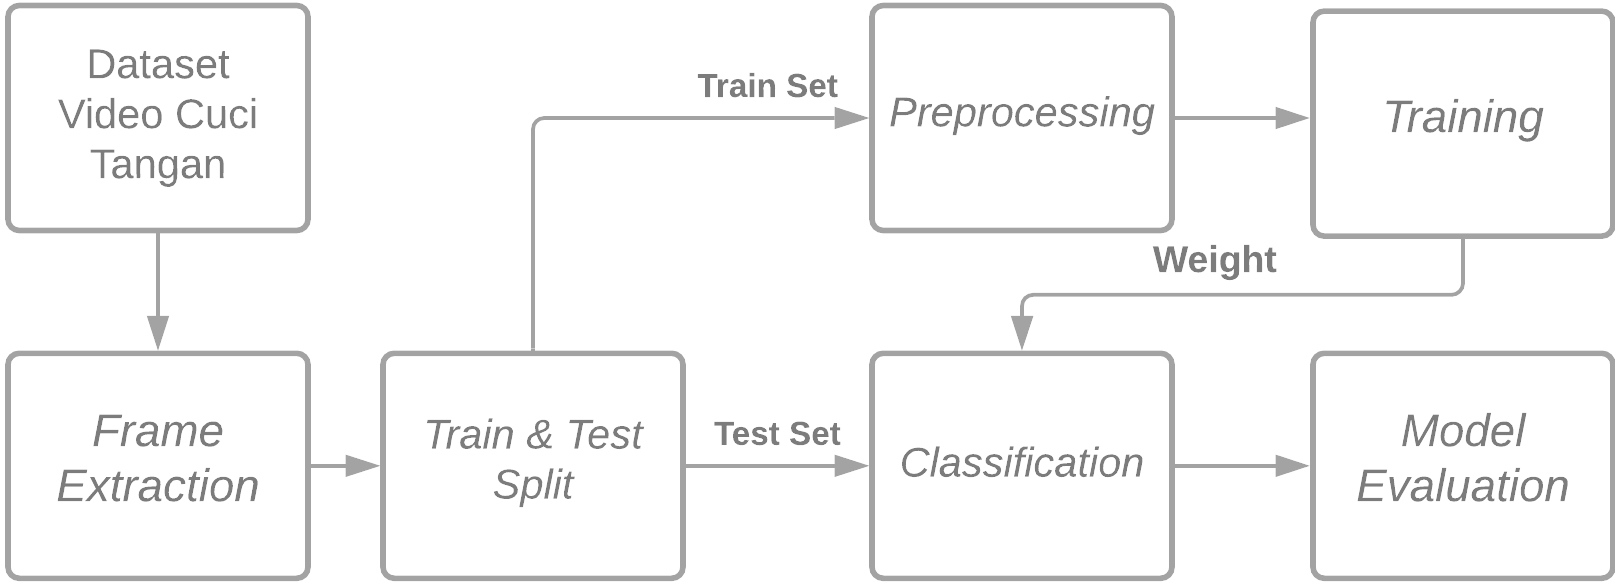 Dataset
Video Cuci
Tangan
Train Set
Preprocessing
Training
Weight
Frame
Extraction
Train & Test
Split
Test Set
Classification
Model
Evaluation